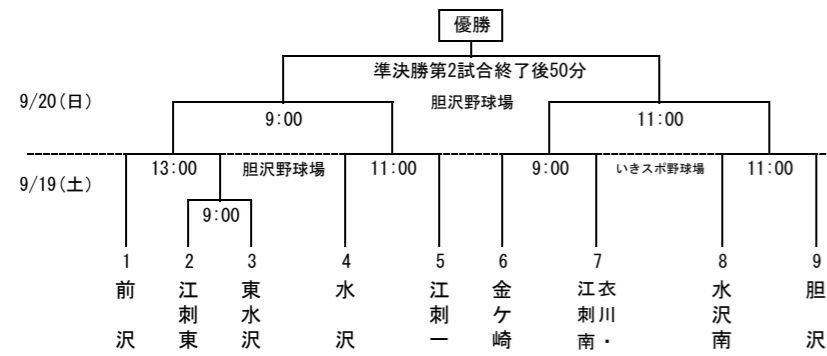 優勝
準決勝第2試合終了後50分
9/20(日)
9:00
胆沢野球場
11:00
13:00
胆沢野球場
11:00
9:00
いきスポ野球場
11:00
9/19(土)
9:00
1 2 3 4 5 6 7 8 9
前沢
江刺東
東水沢
水沢
江刺一
金ケ崎
衣川・
江刺南
水沢南
胆沢